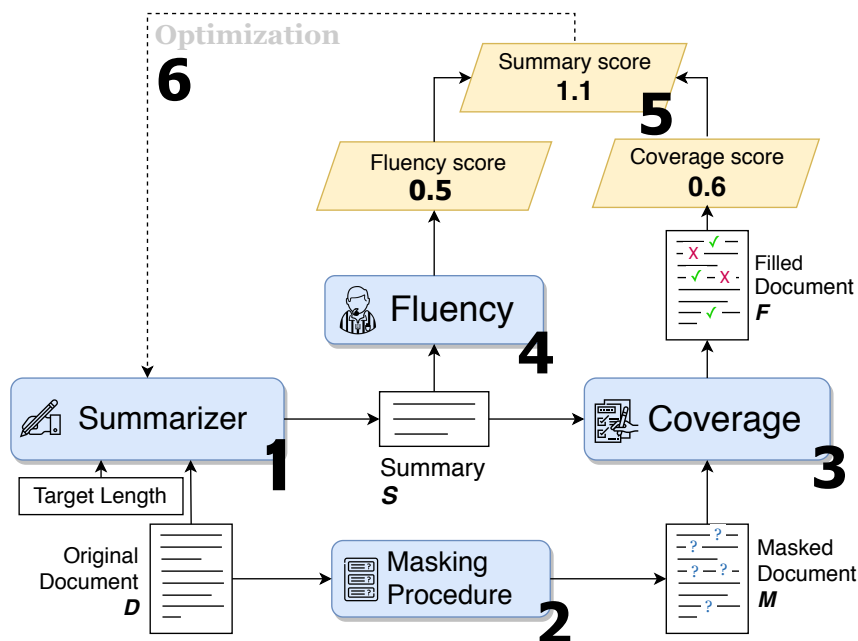 Optimization
6
Summary score
1.1
5
Fluency score
0.5
Coverage score
0.6
X
X
Filled
Document
F
Fluency
4
Summarizer
1
Summary
S
Coverage
3
Target Length
Original
Document
D
Masking
Procedure
2
?
?
? ?
?
Masked
Document
M